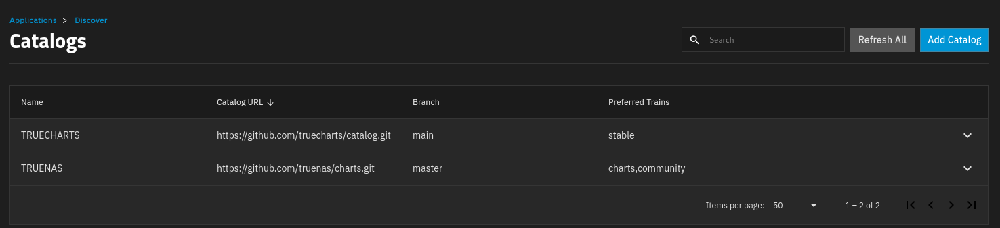 Applications > Discover
Catalogs
Search
Refresh All
Add Catalog
Name Catalog URL ↓ Branch Preferred Trains
TRUECHARTS https://github.com/truecharts/catalog.git main stable
TRUENAS https://github.com/truenas/charts.git master charts,community
Items per page: 50 1 – 2 of 2